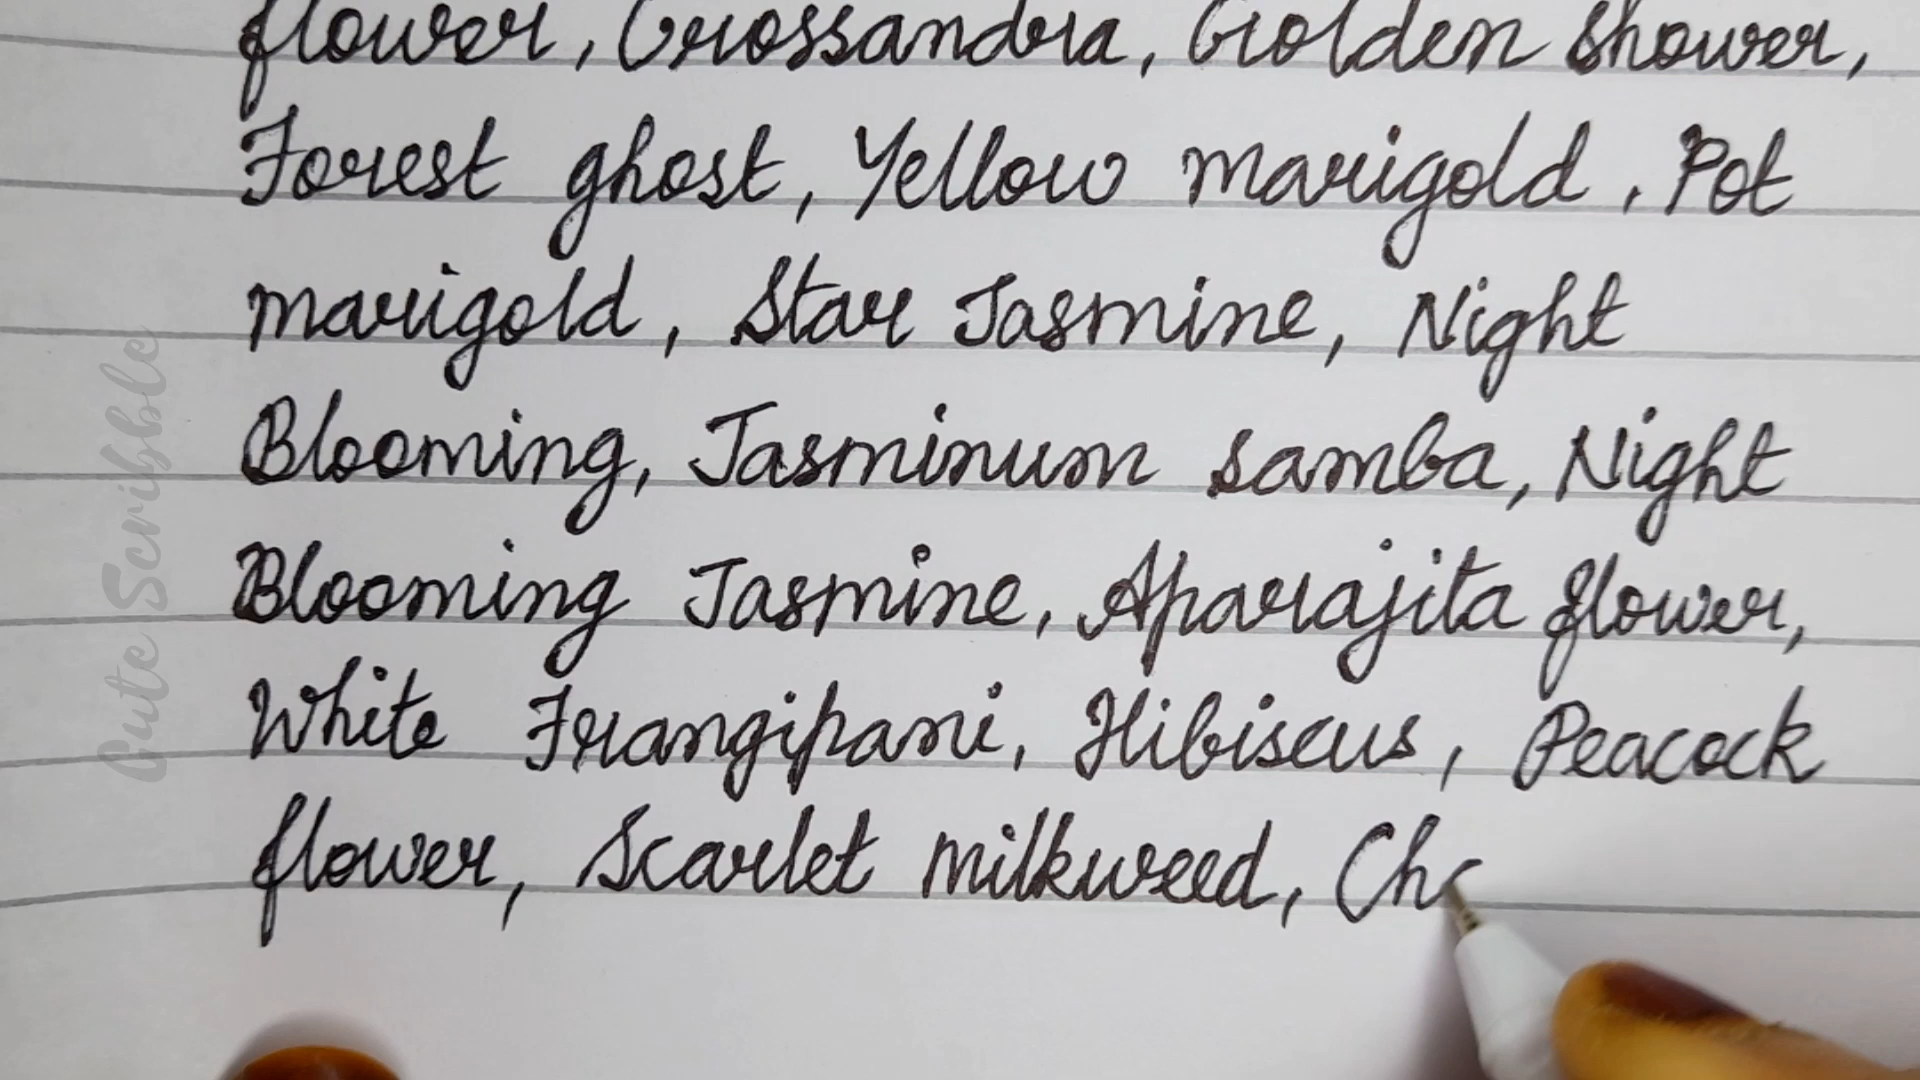 flower, Crossandra, Golden shower,
Forest ghost, Yellow marigold, Pot
marigold, Star Jasmine, Night
Blooming, Jasminum samba, Night
Blooming Jasmine, Aparajita flower,
White Frangipani, Hibiscus, Peacock
flower, Scarlet milkweed, Cha
Cute Scribble